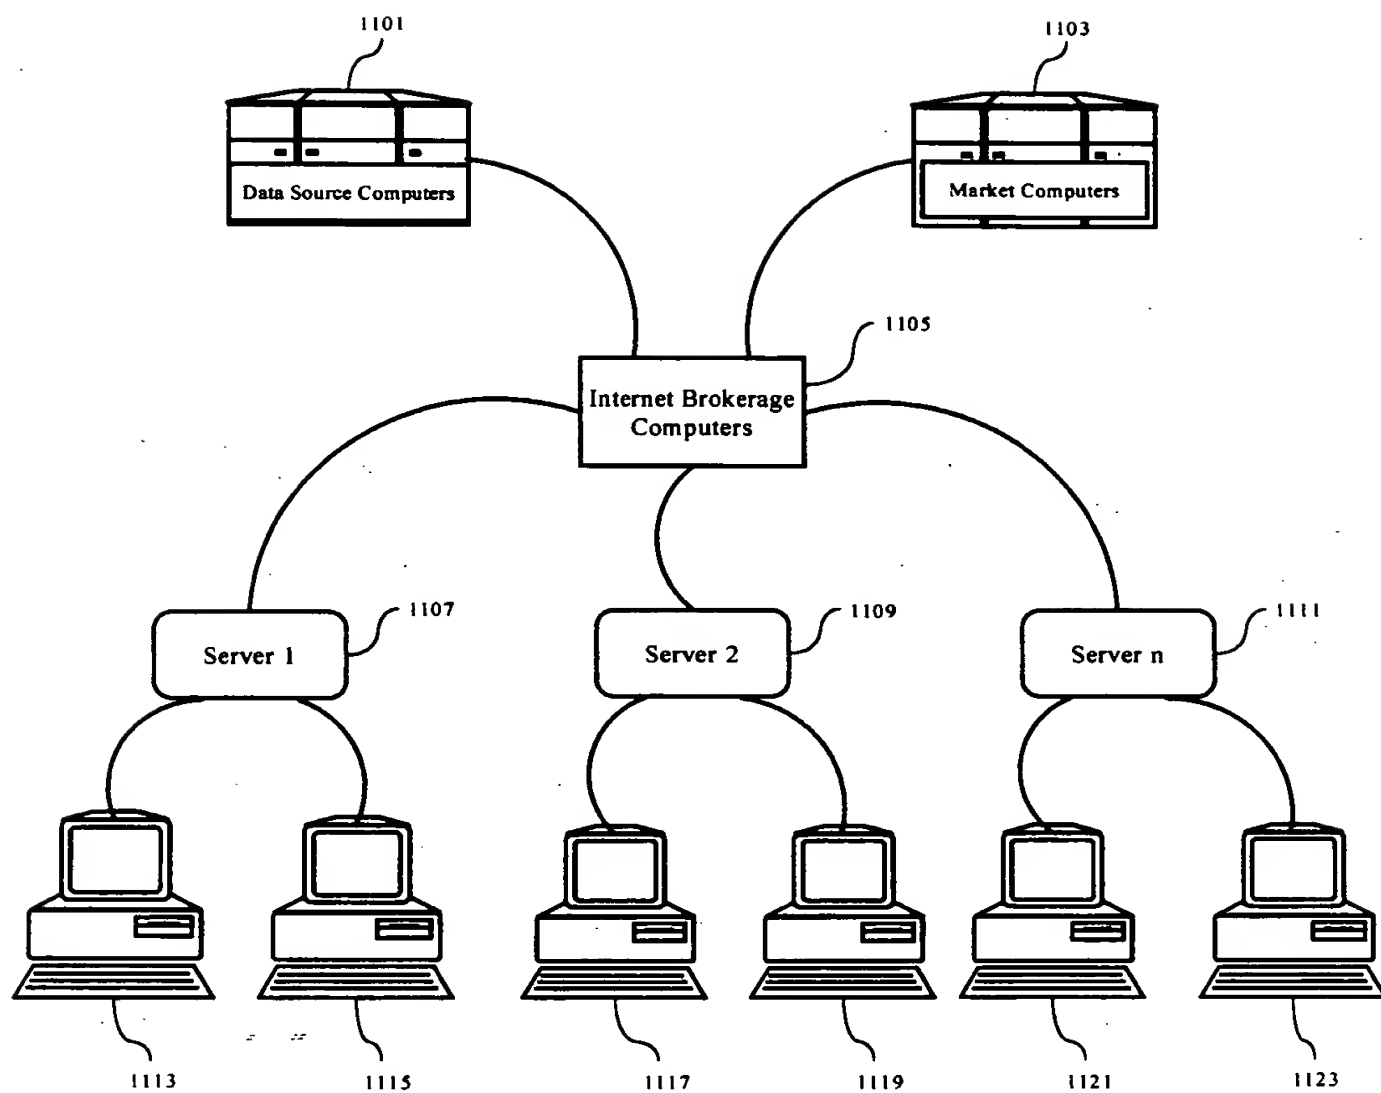 1101
1103
Data Source Computers
Market Computers
1105
Internet Brokerage
Computers
1107
1109
1111
Server 1
Server 2
Server n
1113
1115
1117
1119
1121
1123